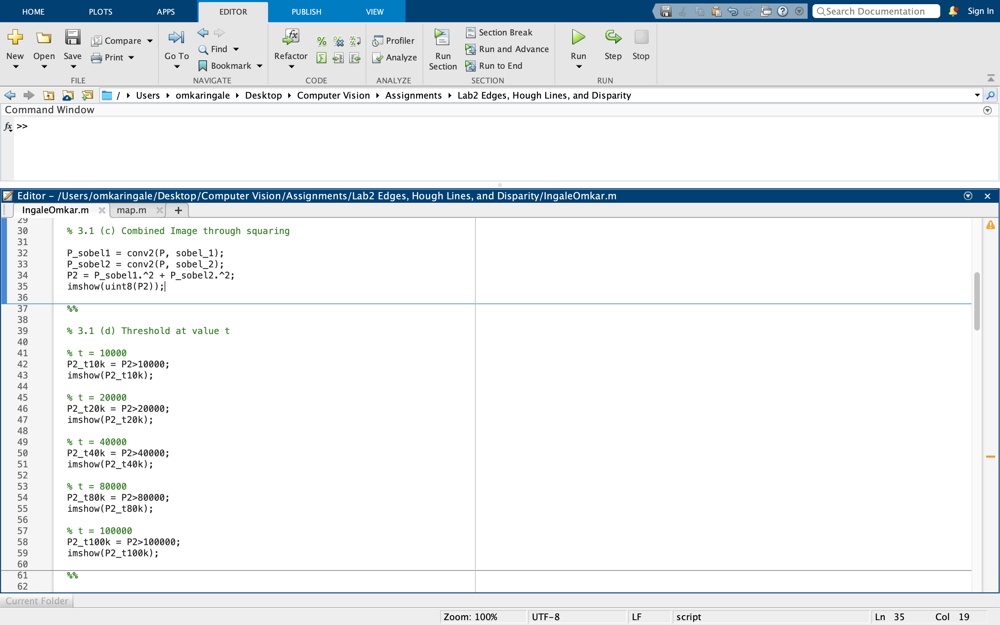 HOME PLOTS APPS EDITOR PUBLISH VIEW Search Documentation Sign In
New Open Save Compare Print FILE
Go To Find Bookmark NAVIGATE
Refactor CODE
Profiler Analyze ANALYZE
Run Section Section Break Run and Advance Run to End SECTION
Run Step Stop RUN
/ Users omkaringale Desktop Computer Vision Assignments Lab2 Edges, Hough Lines, and Disparity
Command Window
fx >>
Editor – /Users/omkaringale/Desktop/Computer Vision/Assignments/Lab2 Edges, Hough Lines, and Disparity/IngaleOmkar.m
IngaleOmkar.m map.m +
29
30 % 3.1 (c) Combined Image through squaring
31
32 P_sobel1 = conv2(P, sobel_1);
33 P_sobel2 = conv2(P, sobel_2);
34 P2 = P_sobel1.^2 + P_sobel2.^2;
35 imshow(uint8(P2));
36
37 %%
38
39 % 3.1 (d) Threshold at value t
40
41 % t = 10000
42 P2_t10k = P2>10000;
43 imshow(P2_t10k);
44
45 % t = 20000
46 P2_t20k = P2>20000;
47 imshow(P2_t20k);
48
49 % t = 40000
50 P2_t40k = P2>40000;
51 imshow(P2_t40k);
52
53 % t = 80000
54 P2_t80k = P2>80000;
55 imshow(P2_t80k);
56
57 % t = 100000
58 P2_t100k = P2>100000;
59 imshow(P2_t100k);
60
61 %%
62
Current Folder
Zoom: 100% UTF-8 LF script Ln 35 Col 19